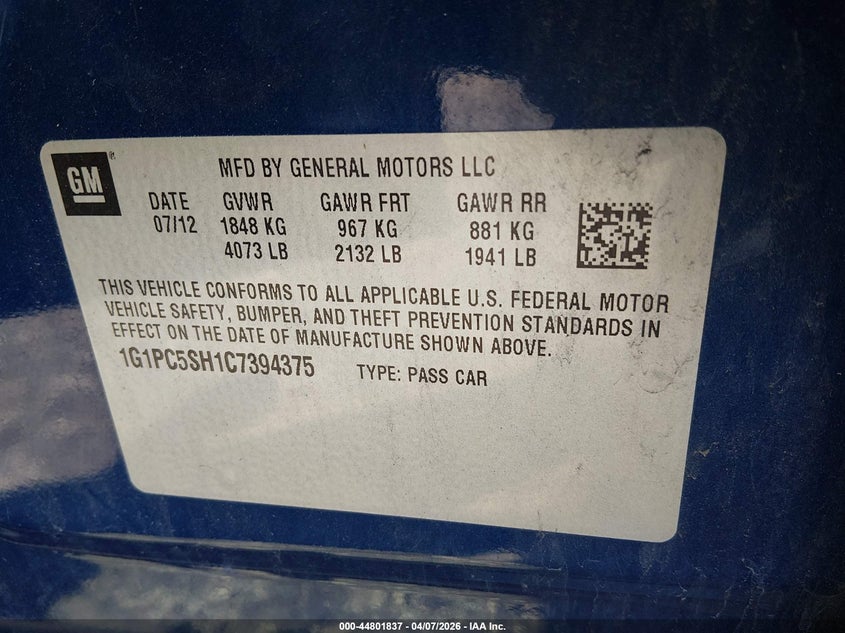 GM
MFD BY GENERAL MOTORS LLC
DATE GVWR GAWR FRT GAWR RR
07/12 1848 KG 967 KG 881 KG
4073 LB 2132 LB 1941 LB
THIS VEHICLE CONFORMS TO ALL APPLICABLE U.S. FEDERAL MOTOR
VEHICLE SAFETY, BUMPER, AND THEFT PREVENTION STANDARDS IN
EFFECT ON THE DATE OF MANUFACTURE SHOWN ABOVE.
1G1PC5SH1C7394375 TYPE: PASS CAR
000-44801837 - 04/07/2026 - IAA Inc.